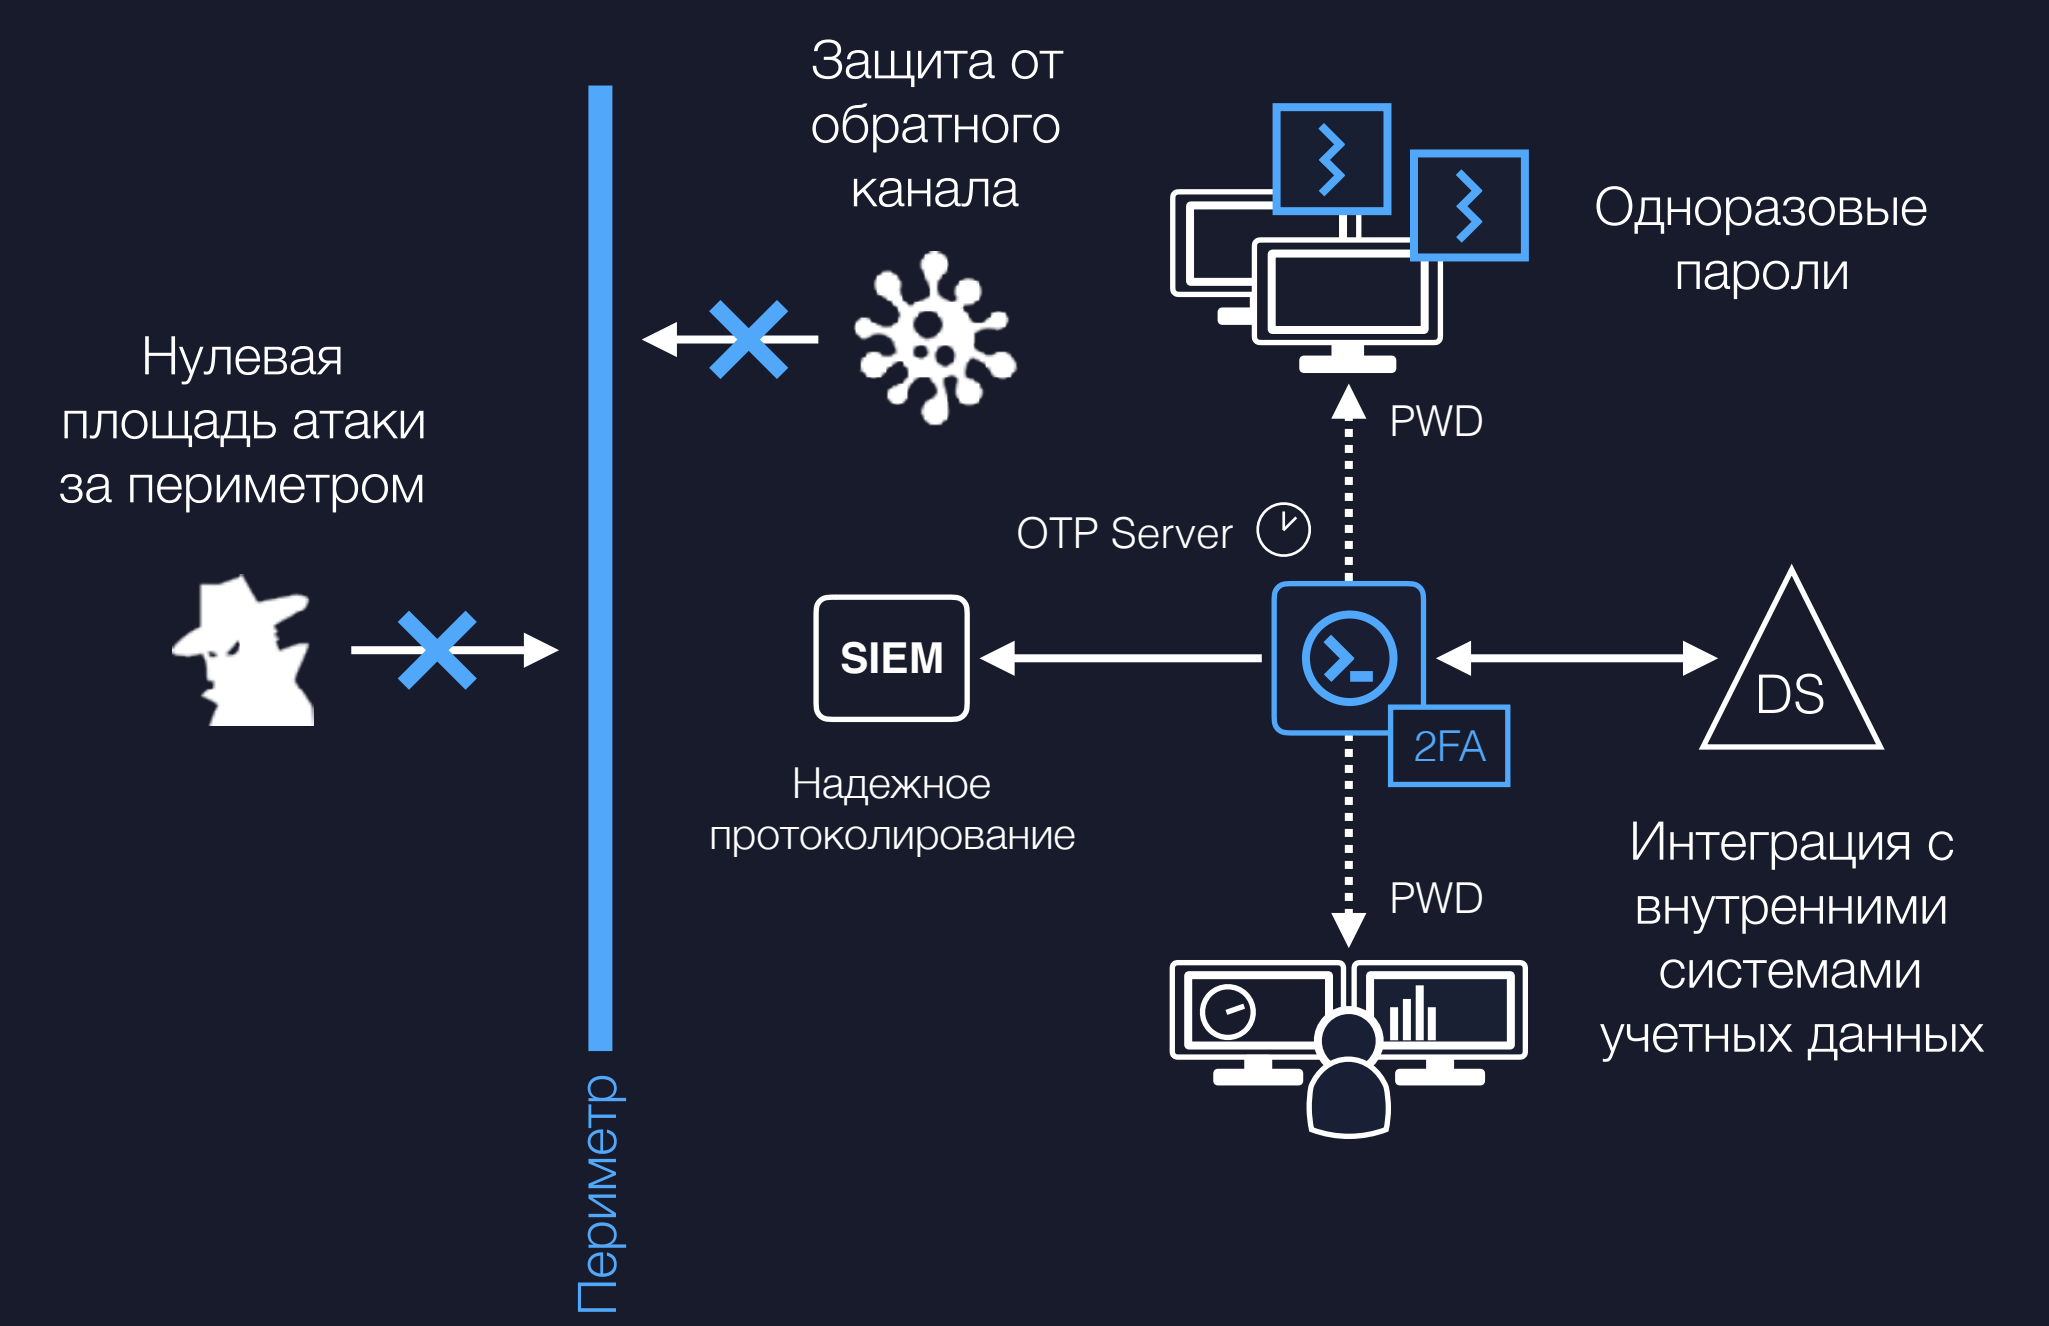 Защита от
обратного
канала
Одноразовые
пароли
Нулевая
площадь атаки
за периметром
PWD
OTP Server
SIEM
DS
2FA
Надежное
протоколирование
Интеграция с
внутренними
системами
учетных данных
PWD
Периметр